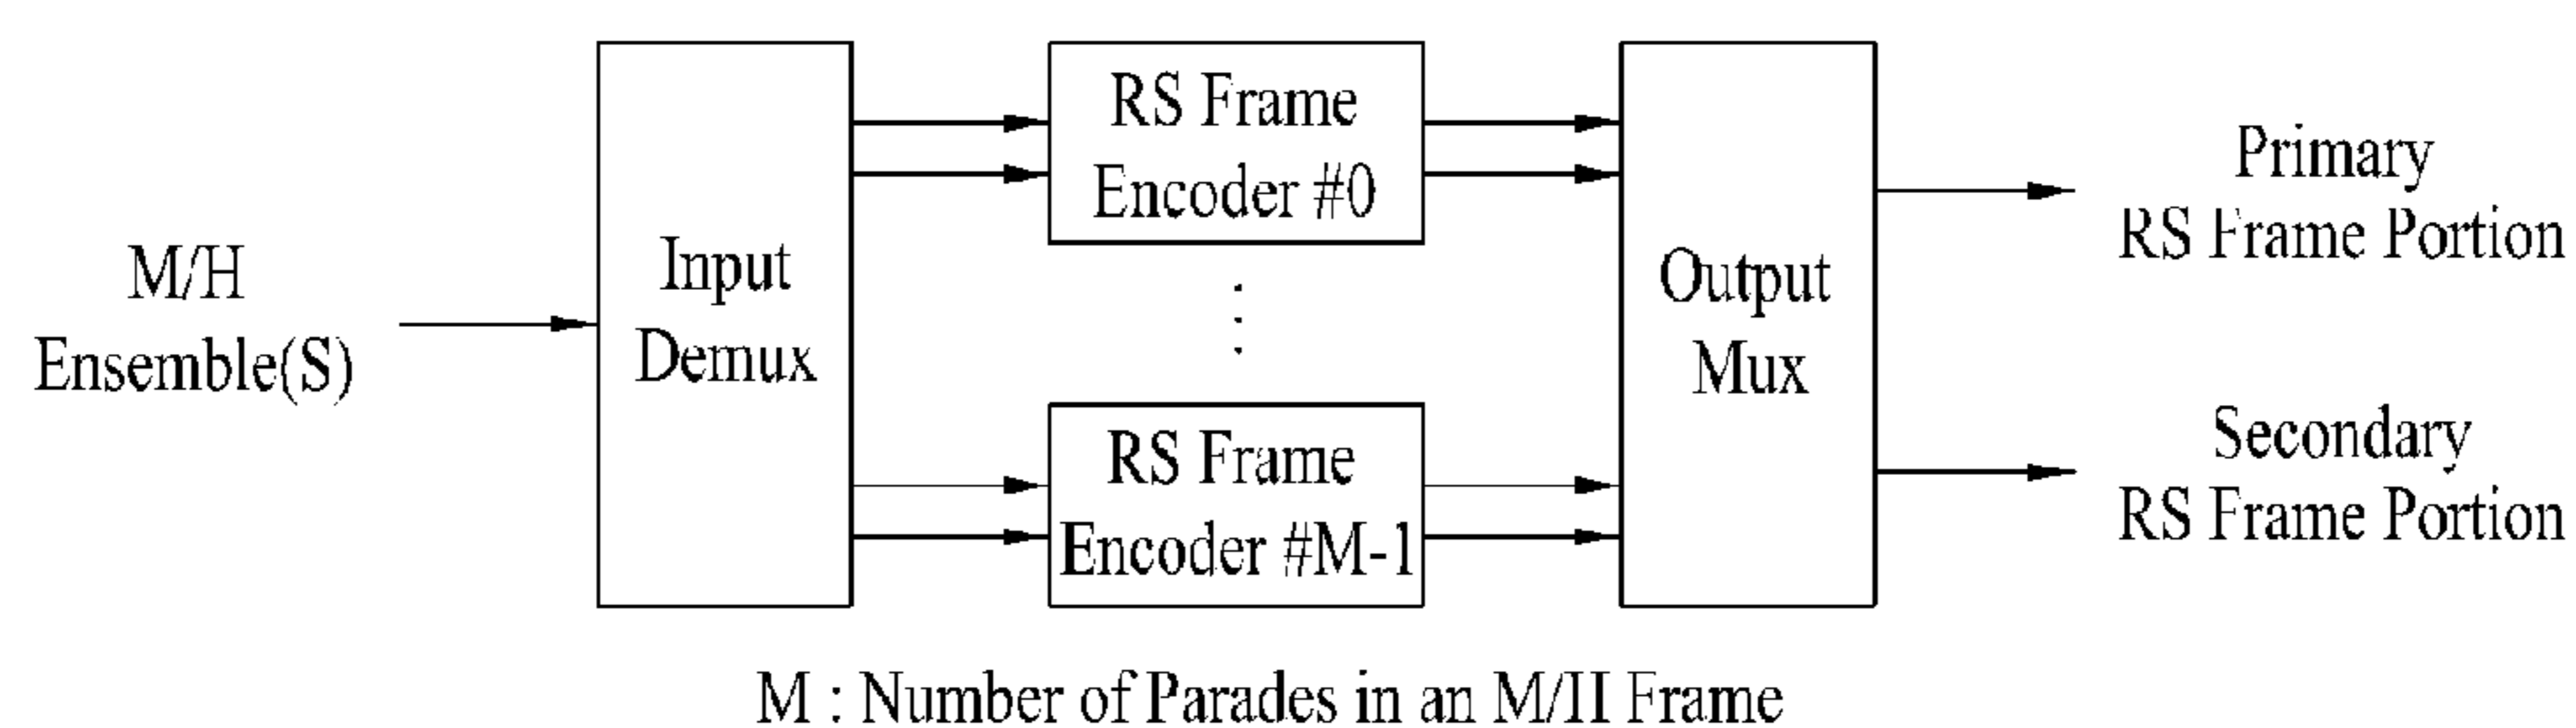 M/H
Ensemble(S)
Input
Demux
RS Frame
Encoder #0
RS Frame
Encoder #M-1
Output
Mux
Primary
RS Frame Portion
Secondary
RS Frame Portion
M : Number of Parades in an M/H Frame